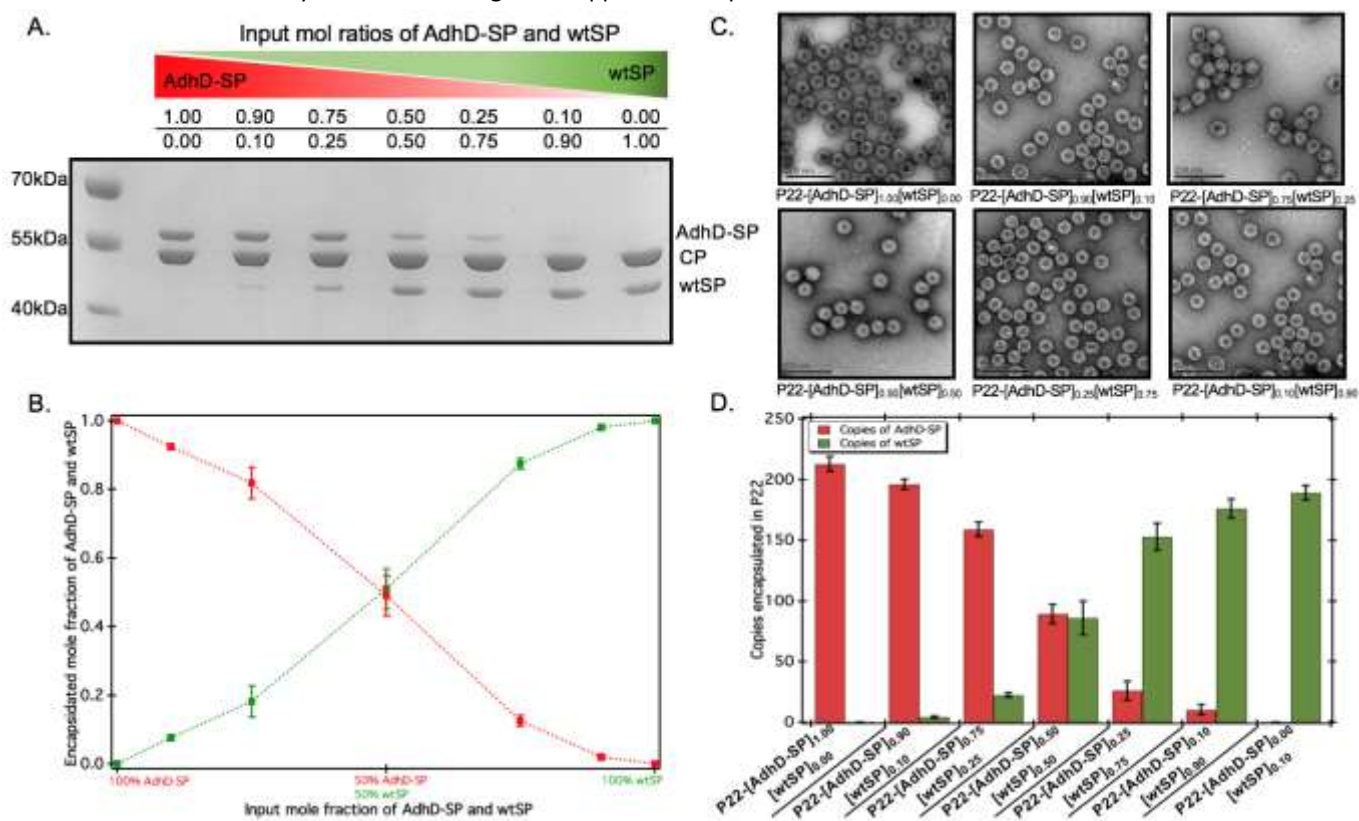 A.
Input mol ratios of AdhD-SP and wtSP
AdhD-SP
wtSP
1.00 0.90 0.75 0.50 0.25 0.10 0.00
0.00 0.10 0.25 0.50 0.75 0.90 1.00
70kDa
55kDa
40kDa
AdhD-SP
CP
wtSP
B.
Encapsidated mole fraction of AdhD-SP and wtSP
1.0
0.8
0.6
0.4
0.2
0.0
100% AdhD-SP
50% AdhD-SP
50% wtSP
100% wtSP
Input mole fraction of AdhD-SP and wtSP
C.
P22-[AdhD-SP]1.00[wtSP]0.00
P22-[AdhD-SP]0.90[wtSP]0.10
P22-[AdhD-SP]0.75[wtSP]0.25
P22-[AdhD-SP]0.50[wtSP]0.50
P22-[AdhD-SP]0.25[wtSP]0.75
P22-[AdhD-SP]0.10[wtSP]0.90
D.
Copies encapsulated in P22
250
200
150
100
50
0
Copies of AdhD-SP
Copies of wtSP
P22-[AdhD-SP]1.00
[wtSP]0.00
P22-[AdhD-SP]0.90
[wtSP]0.10
P22-[AdhD-SP]0.75
[wtSP]0.25
P22-[AdhD-SP]0.50
[wtSP]0.50
P22-[AdhD-SP]0.25
[wtSP]0.75
P22-[AdhD-SP]0.10
[wtSP]0.90
P22-[AdhD-SP]0.00
[wtSP]0.10